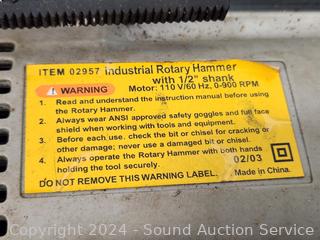 ITEM 02957 Industrial Rotary Hammer
with 1/2" shank
WARNING Motor: 110 V/60 Hz, 0-900 RPM
1. Read and understand the instruction manual before using
the Rotary Hammer.
2. Always wear ANSI approved safety goggles and full face
shield when working with tools and equipment.
3. Before each use. check the bit or chisel for cracking or
other damage; never use a damaged bit or chisel.
4. Always operate the Rotary Hammer with both hands
holding the tool securely.
02/03
DO NOT REMOVE THIS WARNING LABEL. Made in China.
Copyright 2024 - Sound Auction Service